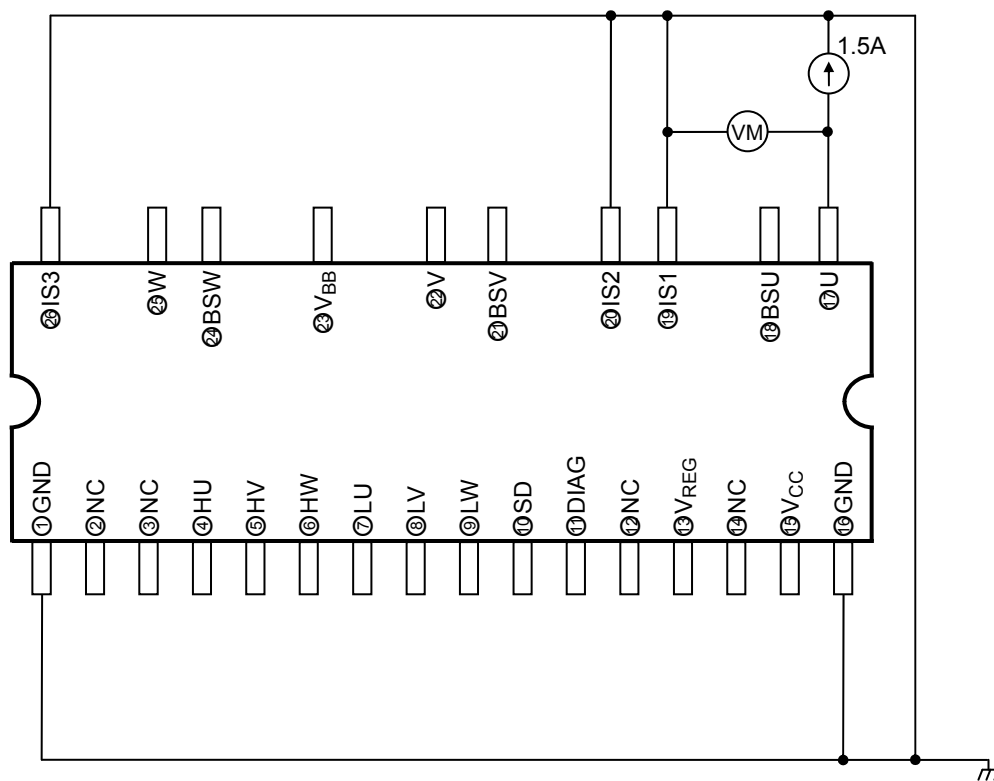 1.5A
VM
㉖IS3
㉕W
㉔BSW
㉓VBB
㉒V
㉑BSV
⑳IS2
⑲IS1
⑱BSU
⑰U
①GND
②NC
③NC
④HU
⑤HV
⑥HW
⑦LU
⑧LV
⑨LW
⑩SD
⑪DIAG
⑫NC
⑬VREG
⑭NC
⑮VCC
⑯GND